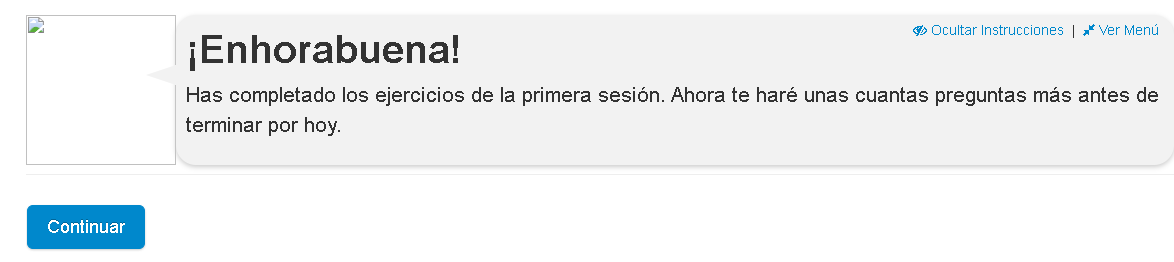 Ocultar Instrucciones | Ver Menú
¡Enhorabuena!
Has completado los ejercicios de la primera sesión. Ahora te haré unas cuantas preguntas más antes de
terminar por hoy.
Continuar